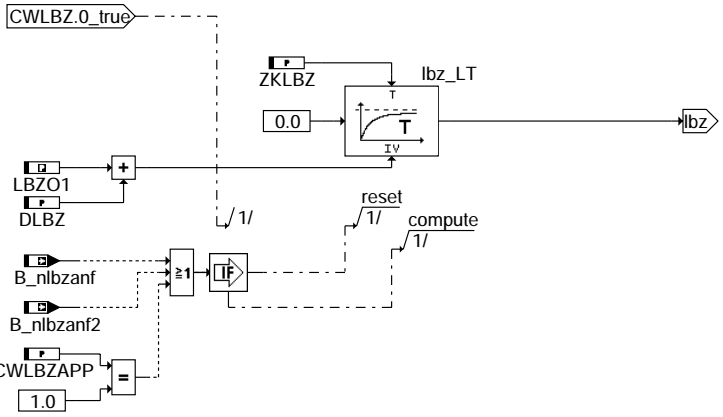 CWLBZ.0_true
P
ZKLBZ
lbz_LT
T
0.0
T
IV
lbz
LBZO1
+
P
DLBZ
1/
reset
1/
compute
1/
B_nlbzanf
≥1
IF
B_nlbzanf2
P
CWLBZAPP
=
1.0